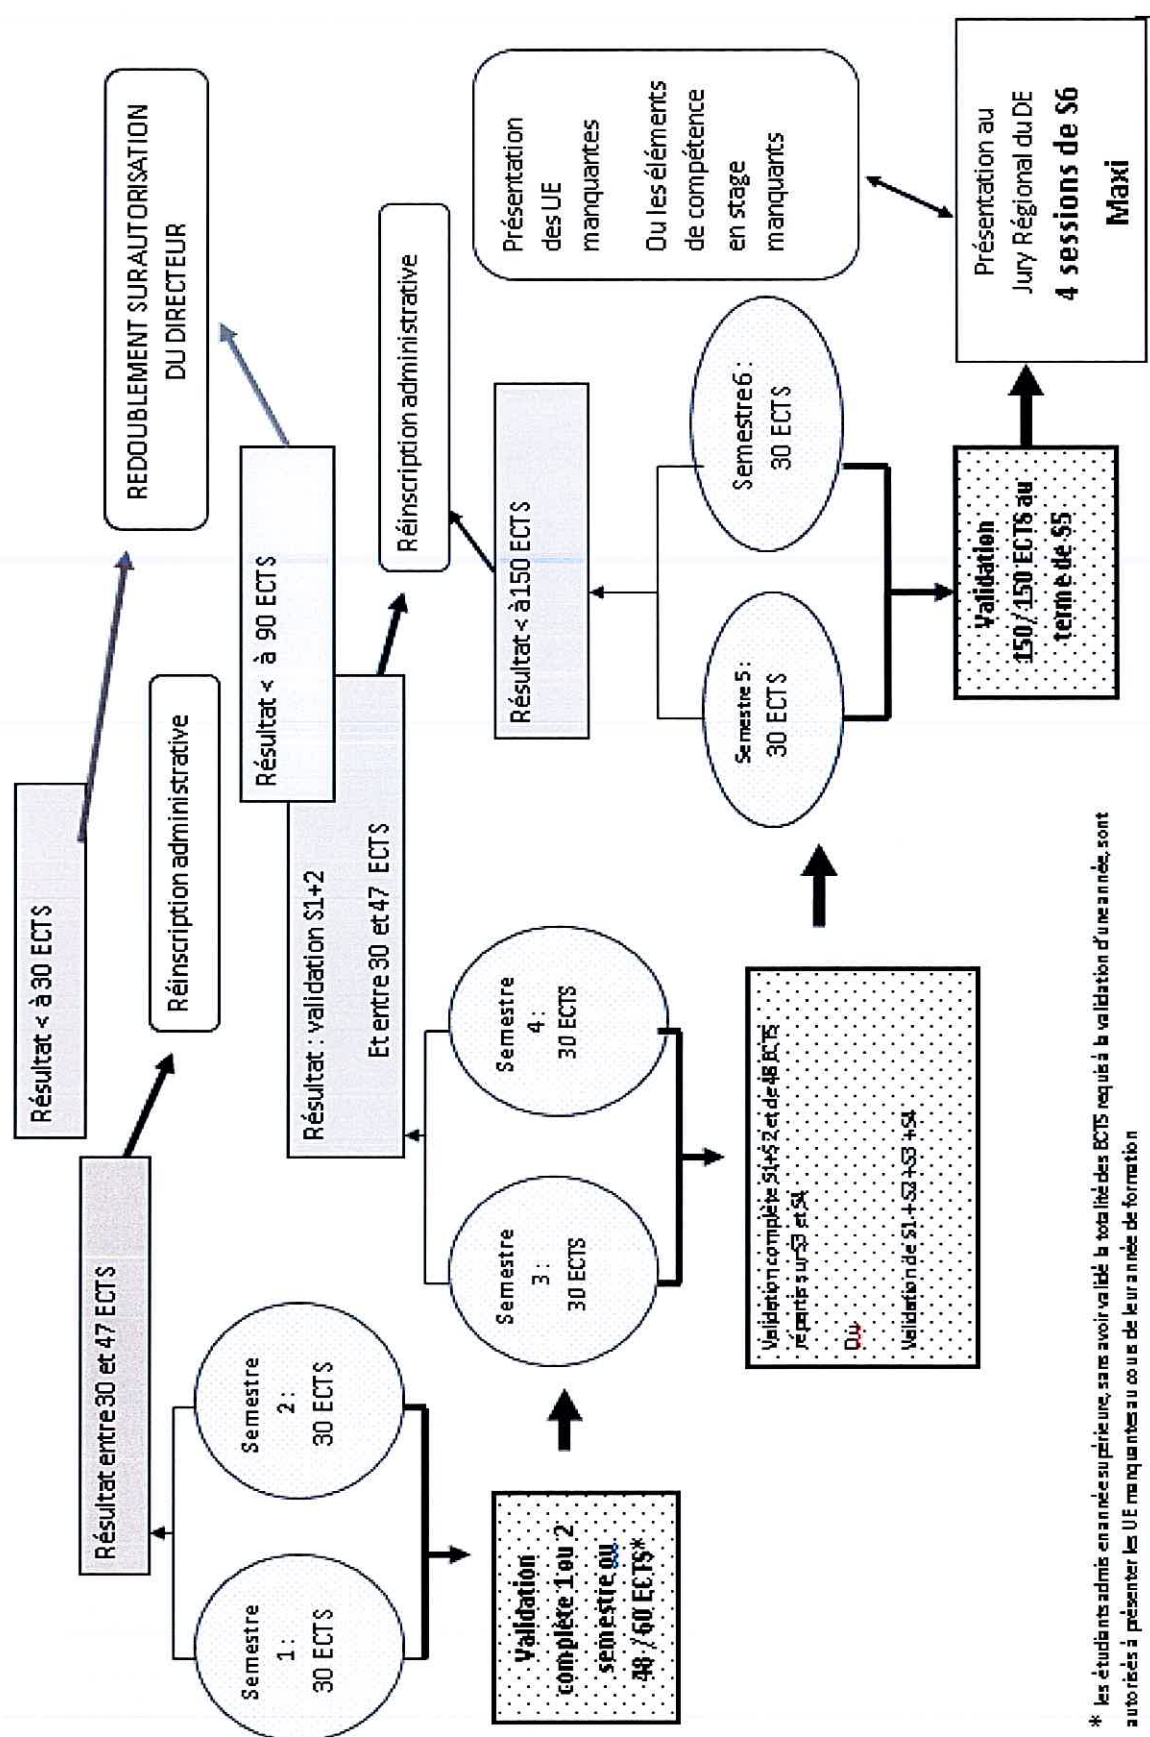 Résultat < à 30 ECTS
REDOUBLEMENT SUR AUTORISATION
DU DIRECTEUR
Résultat entre 30 et 47 ECTS
Réinscription administrative
Résultat < à 90 ECTS
Semestre
1 :
30 ECTS
Semestre
2 :
30 ECTS
Résultat : validation S1+2
Et entre 30 et 47 ECTS
Réinscription administrative
Semestre
3 :
30 ECTS
Semestre
4 :
30 ECTS
Résultat < à 150 ECTS
Présentation
des UE
manquantes
Ou les éléments
de compétence
en stage
manquants
Validation
complète 1 ou 2
semestre ou
48 / 60 ECTS*
Semestre 5 :
30 ECTS
Semestre 6 :
30 ECTS
Validation complète S1+S2 et de 48 ECTS
répartis sur S3 et S4
Ou
Validation de S1 + S2 + S3 + S4
Validation
150 / 150 ECTS au
terme de S5
Présentation au
Jury Régional du DE
4 sessions de S6
Maxi
* les étudiants admis en année supérieure, sans avoir validé la totalité des ECTS requis à la validation d'une année, sont
autorisés à présenter les UE manquantes au cours de leur année de formation